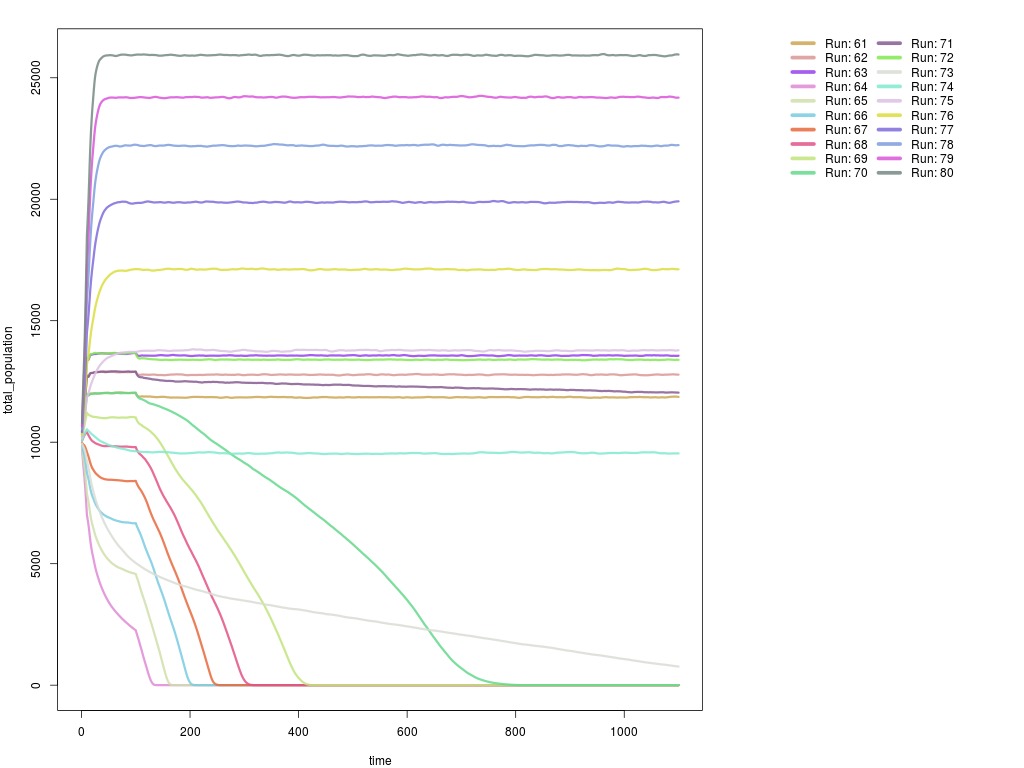 total_population
25000
20000
15000
10000
5000
0
0 200 400 600 800 1000
time
Run: 61 Run: 71
Run: 62 Run: 72
Run: 63 Run: 73
Run: 64 Run: 74
Run: 65 Run: 75
Run: 66 Run: 76
Run: 67 Run: 77
Run: 68 Run: 78
Run: 69 Run: 79
Run: 70 Run: 80